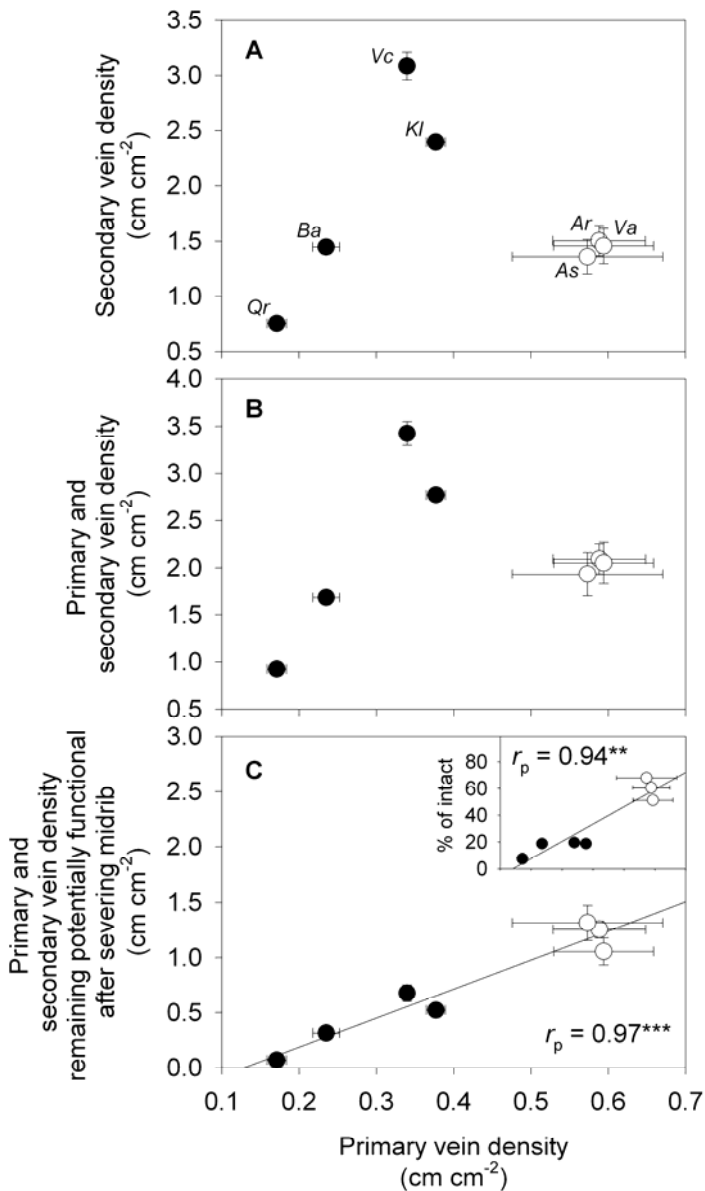 A
Secondary vein density
(cm cm⁻²)
3.5
3.0
2.5
2.0
1.5
1.0
0.5
Vc
Kl
Ba
Qr
Ar
Va
As
B
Primary and
secondary vein density
(cm cm⁻²)
4.0
3.5
3.0
2.5
2.0
1.5
1.0
0.5
C
Primary and
secondary vein density
remaining potentially functional
after severing midrib
(cm cm⁻²)
3.0
2.5
2.0
1.5
1.0
0.5
0.0
% of intact
80
60
40
20
0
rp = 0.94**
rp = 0.97***
0.1 0.2 0.3 0.4 0.5 0.6 0.7
Primary vein density
(cm cm⁻²)